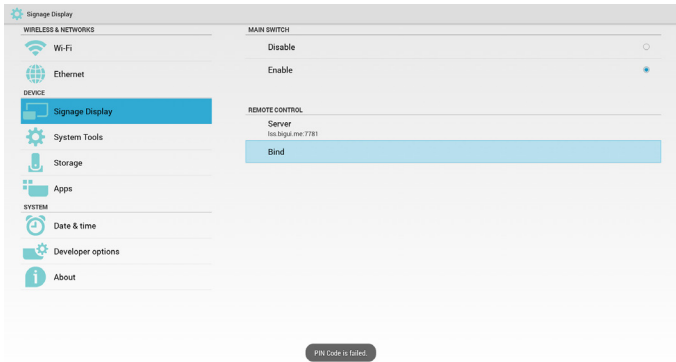 Signage Display
WIRELESS & NETWORKS
Wi-Fi
Ethernet
DEVICE
Signage Display
System Tools
Storage
Apps
SYSTEM
Date & time
Developer options
About
MAIN SWITCH
Disable
Enable
REMOTE CONTROL
Server
lss.bigui.me:7781
Bind
PIN Code is failed.